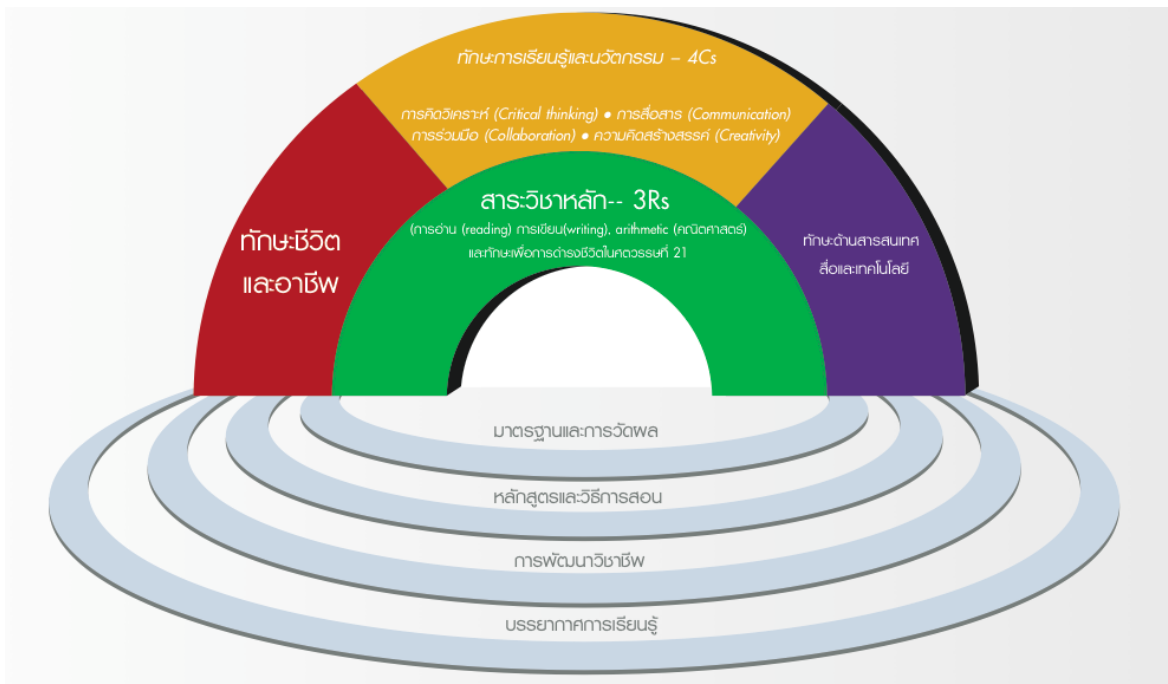 ทักษะการเรียนรู้และนวัตกรรม – 4Cs
การคิดวิเคราะห์ (Critical thinking) • การสื่อสาร (Communication)
การร่วมมือ (Collaboration) • ความคิดสร้างสรรค์ (Creativity)
สาระวิชาหลัก-- 3Rs
(การอ่าน (reading) การเขียน(writing), arithmetic (คณิตศาสตร์)
และทักษะเพื่อการดำรงชีวิตในศตวรรษที่ 21
ทักษะชีวิต
และอาชีพ
ทักษะด้านสารสนเทศ
สื่อและเทคโนโลยี
มาตรฐานและการวัดผล
หลักสูตรและวิธีการสอน
การพัฒนาวิชาชีพ
บรรยากาศการเรียนรู้